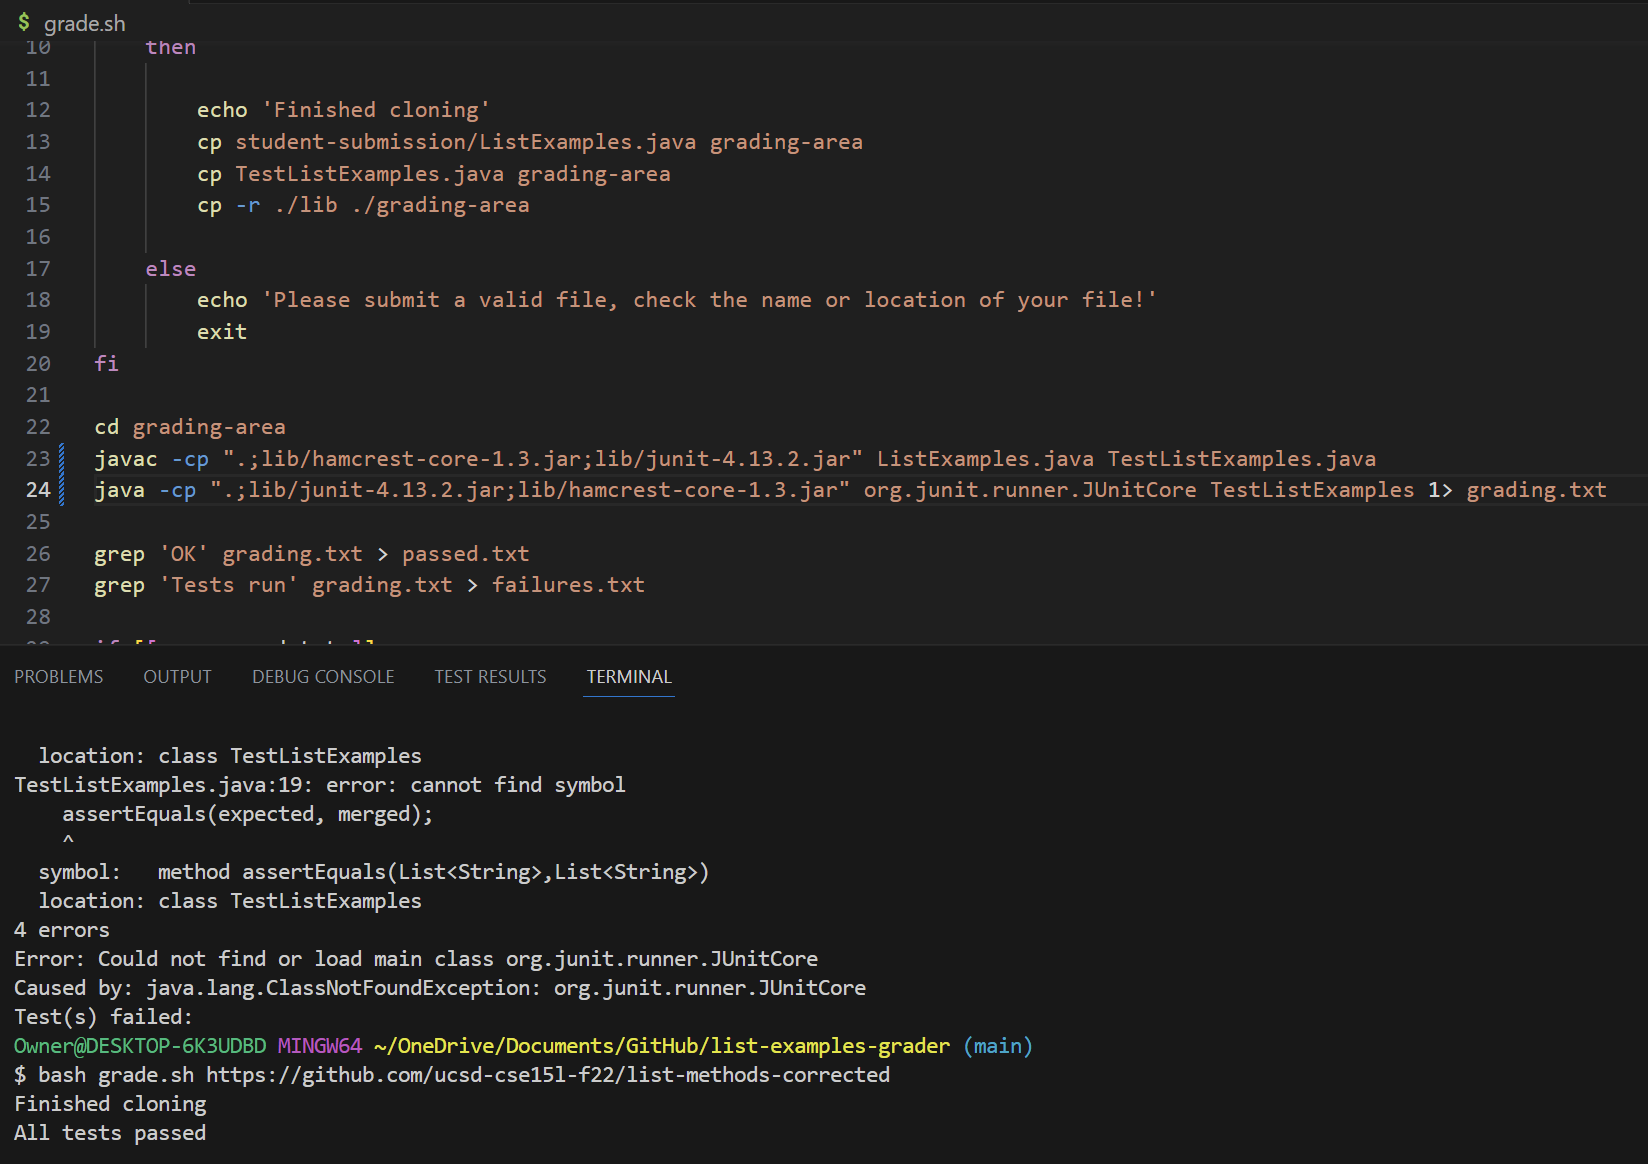 $ grade.sh
10 then
11
12 echo 'Finished cloning'
13 cp student-submission/ListExamples.java grading-area
14 cp TestListExamples.java grading-area
15 cp -r ./lib ./grading-area
16
17 else
18 echo 'Please submit a valid file, check the name or location of your file!'
19 exit
20 fi
21
22 cd grading-area
23 javac -cp ".;lib/hamcrest-core-1.3.jar;lib/junit-4.13.2.jar" ListExamples.java TestListExamples.java
24 java -cp ".;lib/junit-4.13.2.jar;lib/hamcrest-core-1.3.jar" org.junit.runner.JUnitCore TestListExamples 1> grading.txt
25
26 grep 'OK' grading.txt > passed.txt
27 grep 'Tests run' grading.txt > failures.txt
28
PROBLEMS OUTPUT DEBUG CONSOLE TEST RESULTS TERMINAL
location: class TestListExamples
TestListExamples.java:19: error: cannot find symbol
assertEquals(expected, merged);
^
symbol: method assertEquals(List<String>,List<String>)
location: class TestListExamples
4 errors
Error: Could not find or load main class org.junit.runner.JUnitCore
Caused by: java.lang.ClassNotFoundException: org.junit.runner.JUnitCore
Test(s) failed:
Owner@DESKTOP-6K3UDBD MINGW64 ~/OneDrive/Documents/GitHub/list-examples-grader (main)
$ bash grade.sh https://github.com/ucsd-cse15l-f22/list-methods-corrected
Finished cloning
All tests passed